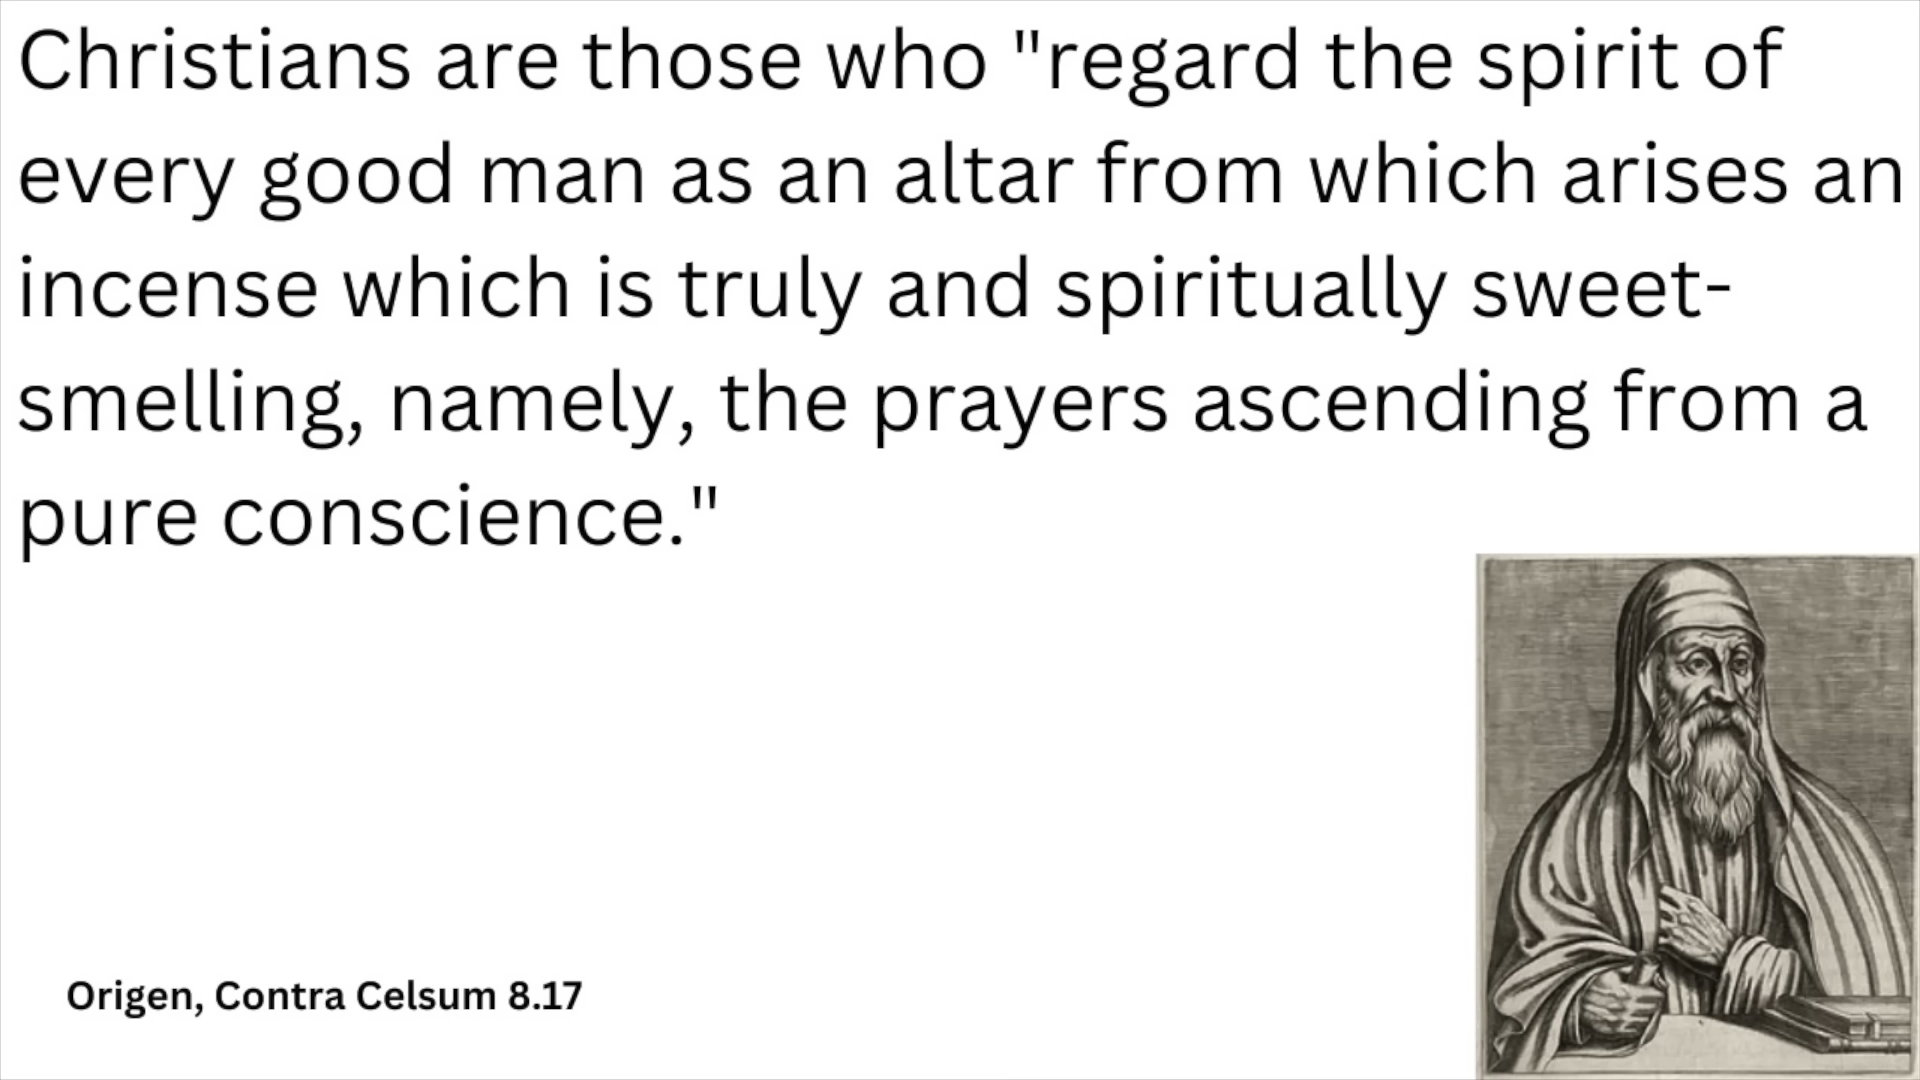 Christians are those who "regard the spirit of
every good man as an altar from which arises an
incense which is truly and spiritually sweet-
smelling, namely, the prayers ascending from a
pure conscience."
Origen, Contra Celsum 8.17